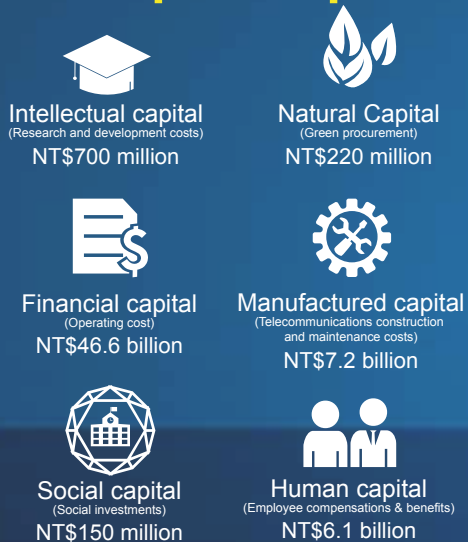 Intellectual capital
(Research and development costs)
NT$700 million
Natural Capital
(Green procurement)
NT$220 million
Financial capital
(Operating cost)
NT$46.6 billion
Manufactured capital
(Telecommunications construction
and maintenance costs)
NT$7.2 billion
Social capital
(Social investments)
NT$150 million
Human capital
(Employee compensations & benefits)
NT$6.1 billion